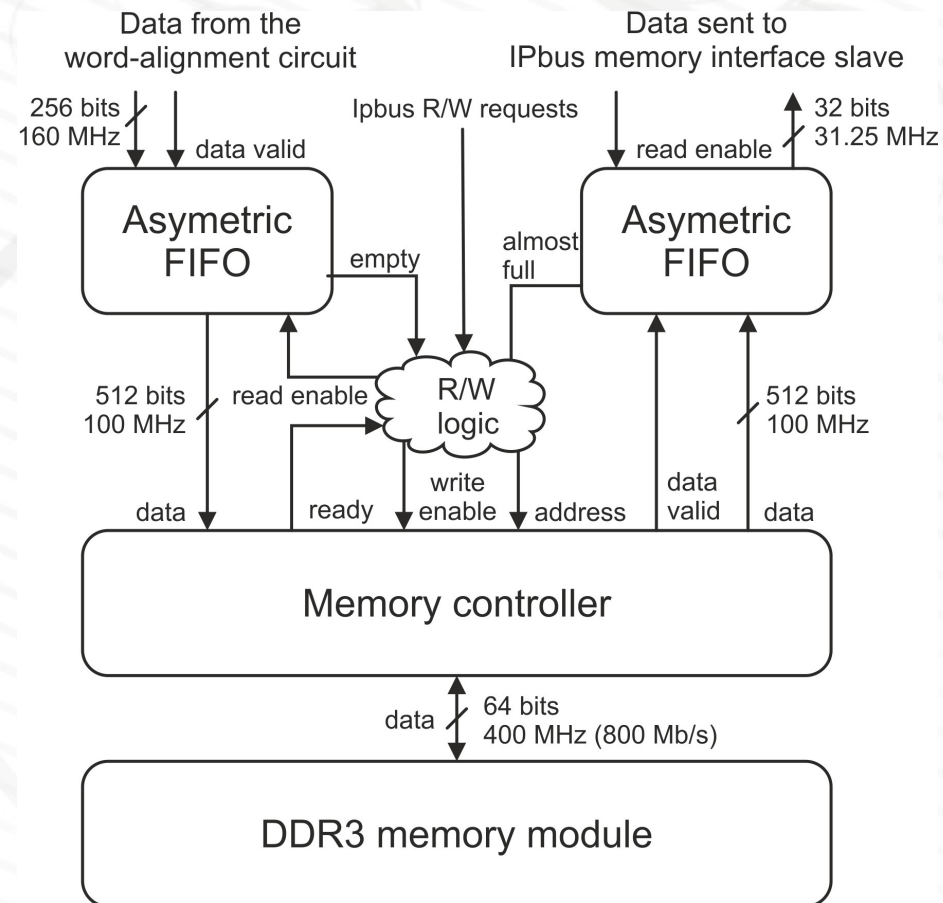 Data from the
word-alignment circuit
Data sent to
IPbus memory interface slave
256 bits
160 MHz
data valid
Ipbus R/W requests
read enable
32 bits
31.25 MHz
Asymetric
FIFO
Asymetric
FIFO
empty
almost
full
R/W
logic
512 bits
100 MHz
read enable
512 bits
100 MHz
data
ready
write
enable
address
data
valid
data
Memory controller
data
64 bits
400 MHz (800 Mb/s)
DDR3 memory module